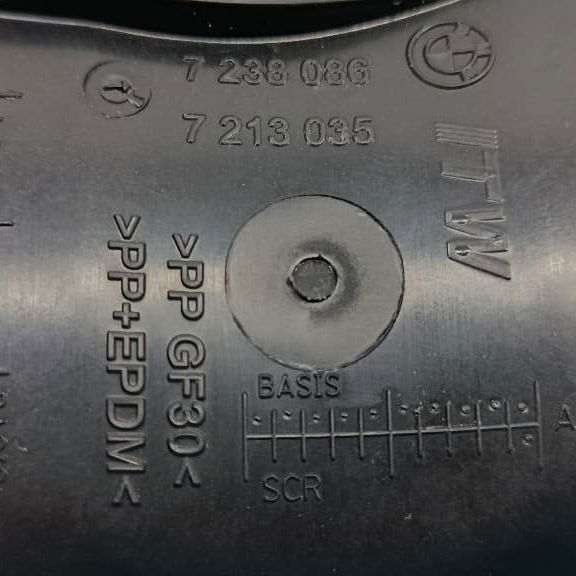 7 238 086
7 213 035
ITW
>PP GF30<
>PP+EPDM<
BASIS
A
SCR